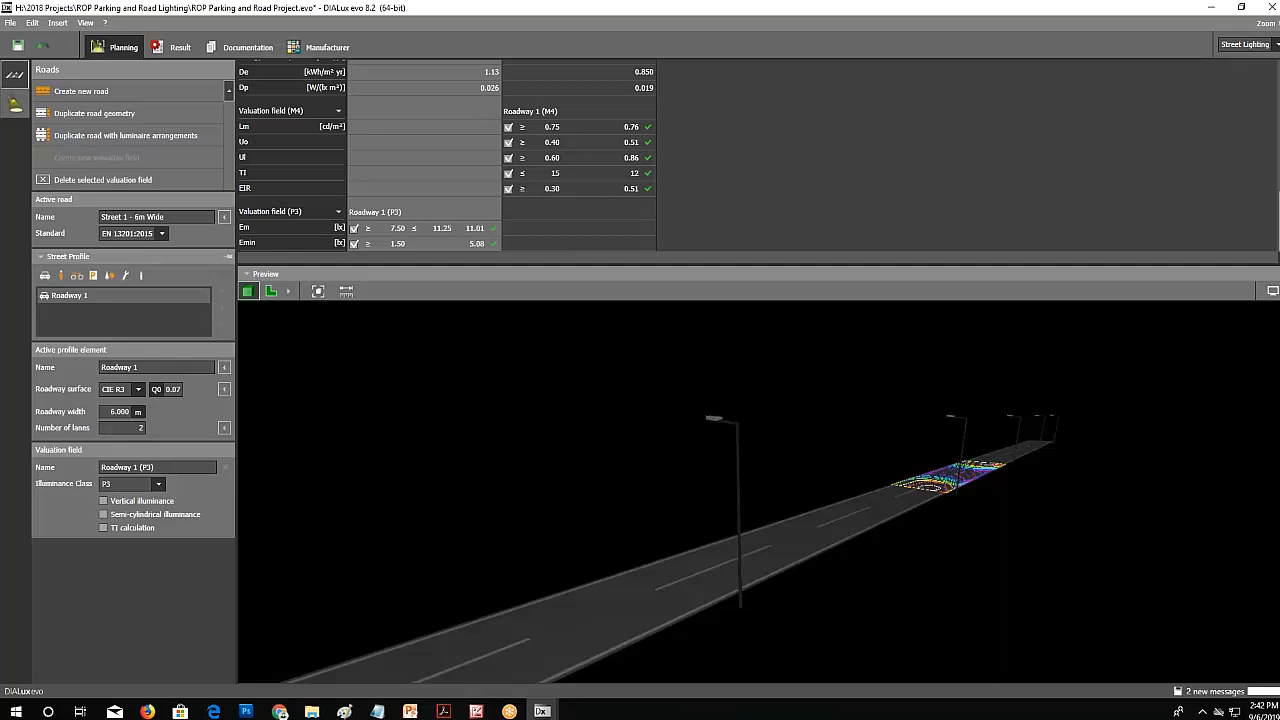 H:\2018 Projects\ROP Parking and Road Lighting\ROP Parking and Road Project.evo* - DIALux evo 8.2 (64-bit)
File Edit Insert View ? Zoom
Planning Result Documentation Manufacturer Street Lighting
Roads
Create new road
Duplicate road geometry
Duplicate road with luminaire arrangements
Create new valuation field
Delete selected valuation field
Active road
Name Street 1 - 6m Wide
Standard EN 13201:2015
Street Profile
Roadway 1
Active profile element
Name Roadway 1
Roadway surface CIE R3 Q0 0.07
Roadway width 6.000 m
Number of lanes 2
Valuation field
Name Roadway 1 (P3)
Illuminance Class P3
Vertical illuminance
Semi-cylindrical illuminance
TI calculation
De [kWh/m² yr] 1.13 0.850
Dp [W/(lx m²)] 0.026 0.019
Valuation field (M4) Roadway 1 (M4)
Lm [cd/m²] ≥ 0.75 0.76
Uo ≥ 0.40 0.51
Ul ≥ 0.60 0.86
TI ≤ 15 12
EIR ≥ 0.30 0.51
Valuation field (P3) Roadway 1 (P3)
Em [lx] ≥ 7.50 ≤ 11.25 11.01
Emin [lx] ≥ 1.50 5.08
Preview
DIALux evo
2 new messages
2:42 PM